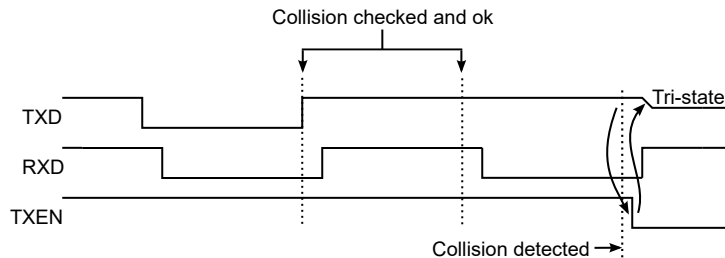 Collision checked and ok
Tri-state
TXD
RXD
TXEN
Collision detected